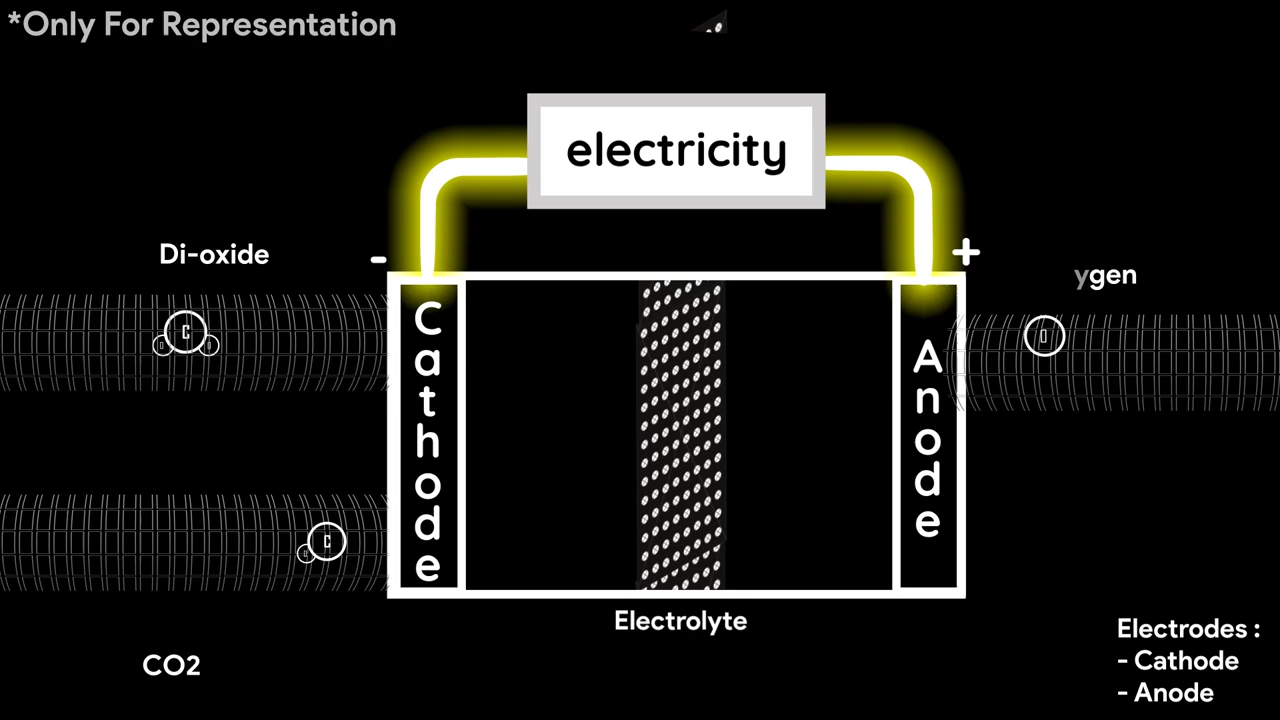 *Only For Representation
electricity
Di-oxide
-
+
ygen
C
C
Cathode
Anode
Electrolyte
CO2
Electrodes :
- Cathode
- Anode